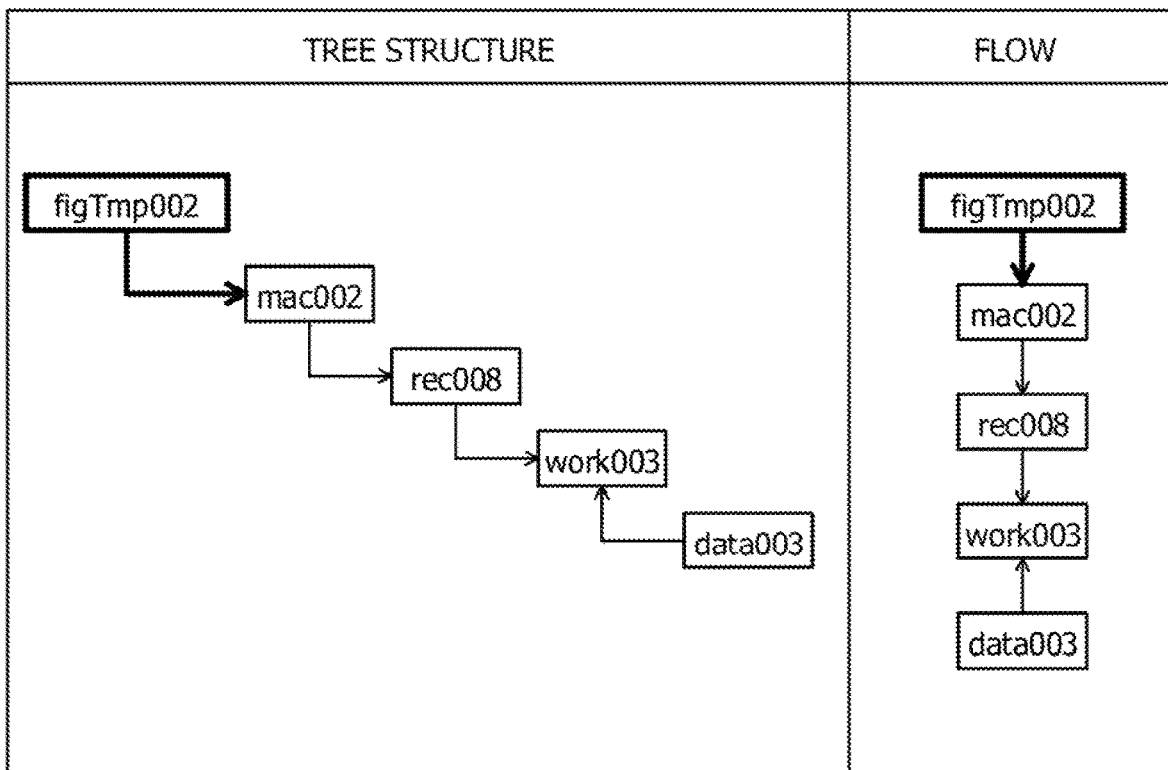 TREE STRUCTURE
FLOW
figTmp002
mac002
rec008
work003
data003
figTmp002
mac002
rec008
work003
data003